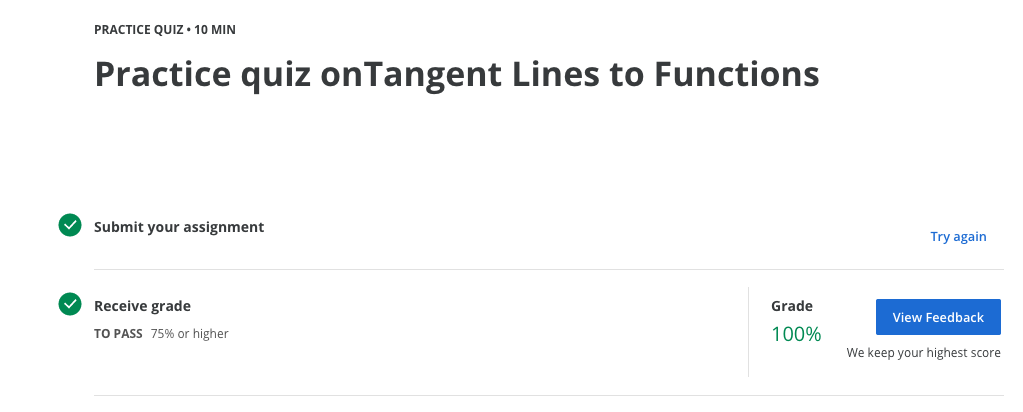 PRACTICE QUIZ • 10 MIN
Practice quiz onTangent Lines to Functions
Submit your assignment
Try again
Receive grade
TO PASS 75% or higher
Grade
100%
View Feedback
We keep your highest score